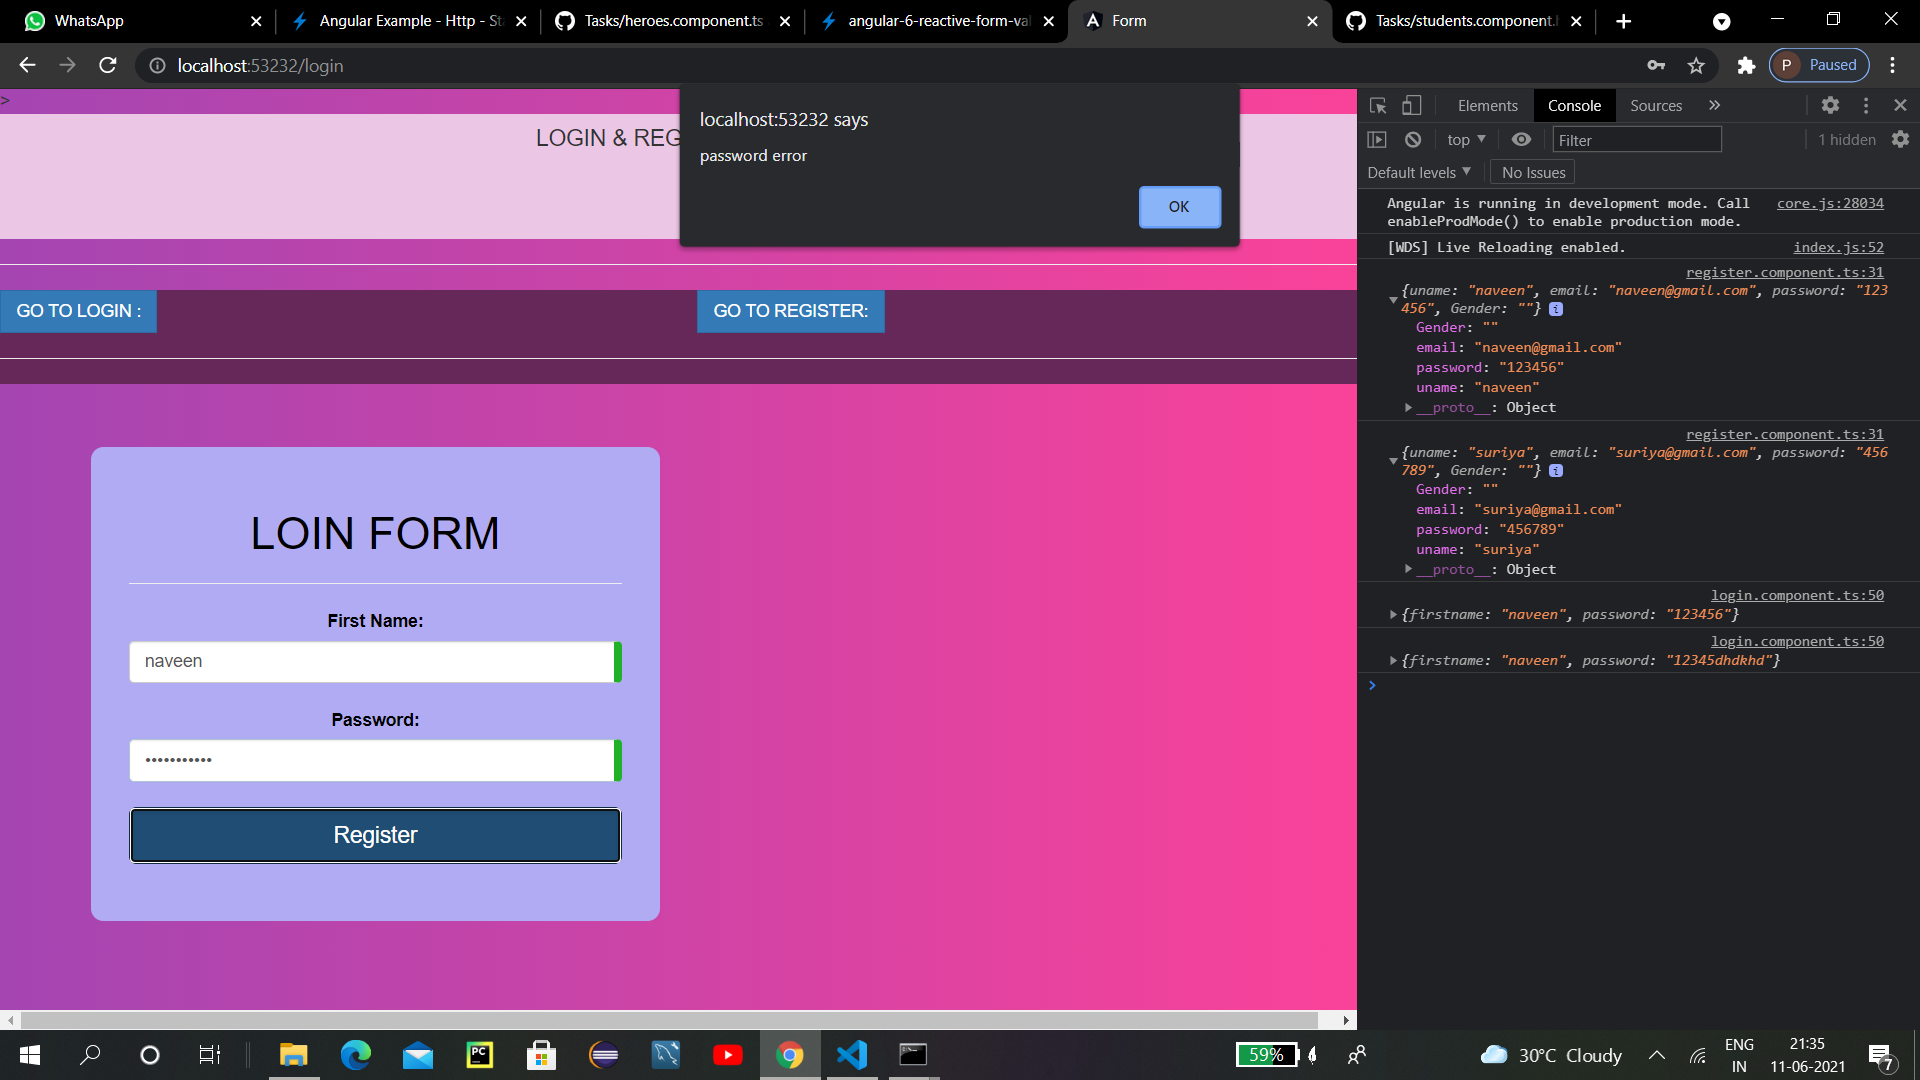 WhatsApp
Angular Example - Http - St
Tasks/heroes.component.ts
angular-6-reactive-form-val
Form
Tasks/students.component.h
localhost:53232/login
P Paused
>
LOGIN & REG
localhost:53232 says
password error
OK
GO TO LOGIN :
GO TO REGISTER:
LOIN FORM
First Name:
naveen
Password:
•••••••••••
Register
Elements Console Sources »
top Filter 1 hidden
Default levels No Issues
Angular is running in development mode. Call core.js:28034
enableProdMode() to enable production mode.
[WDS] Live Reloading enabled. index.js:52
register.component.ts:31
{uname: "naveen", email: "naveen@gmail.com", password: "123
456", Gender: ""} i
Gender: ""
email: "naveen@gmail.com"
password: "123456"
uname: "naveen"
__proto__: Object
register.component.ts:31
{uname: "suriya", email: "suriya@gmail.com", password: "456
789", Gender: ""} i
Gender: ""
email: "suriya@gmail.com"
password: "456789"
uname: "suriya"
__proto__: Object
login.component.ts:50
{firstname: "naveen", password: "123456"}
login.component.ts:50
{firstname: "naveen", password: "12345dhdkhd"}
>
PC
59%
30°C Cloudy
ENG
IN
21:35
11-06-2021
7